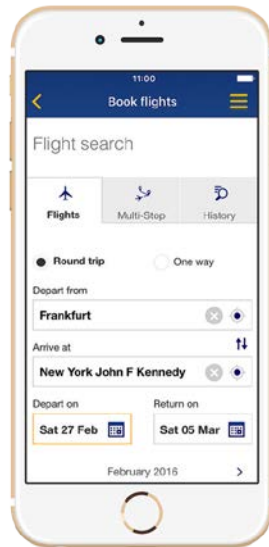 11:00
Book flights
Flight search
Flights Multi-Stop History
Round trip One way
Depart from
Frankfurt
Arrive at
New York John F Kennedy
Depart on Return on
Sat 27 Feb Sat 05 Mar
February 2016